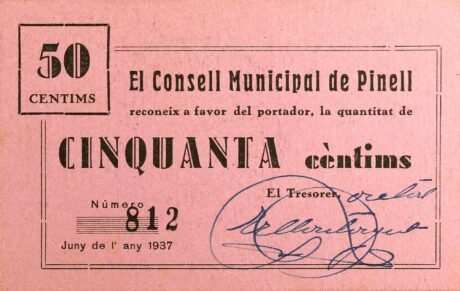 50
CENTIMS
El Consell Municipal de Pinell
reconeix a favor del portador, la quantitat de
CINQUANTA cèntims
El Tresorer,
Número
812
Juny de l' any 1937